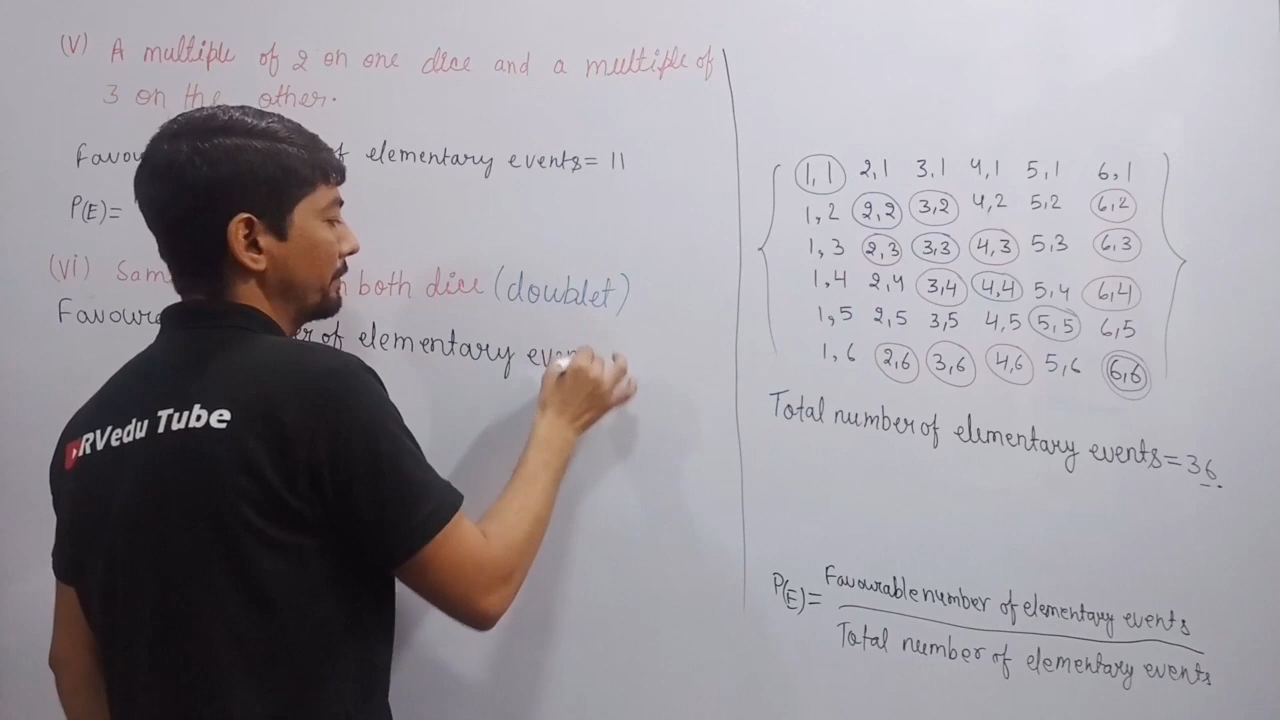 (V) A multiple of 2 on one dice and a multiple of
3 on the other.
elementary events= 11
P(E)=
(Vi) both dice (doublet)
of elementary
RVedu Tube
1,1 2,1 3,1 4,1 5,1 6,1
1,2 2,2 3,2 4,2 5,2 6,2
1,3 2,3 3,3 4,3 5,3 6,3
1,4 2,4 3,4 4,4 5,4 6,4
1,5 2,5 3,5 4,5 5,5 6,5
1,6 2,6 3,6 4,6 5,6 6,6
Total number of elementary events=36.
P(E)= Favourable number of elementary events
Total number of elementary events